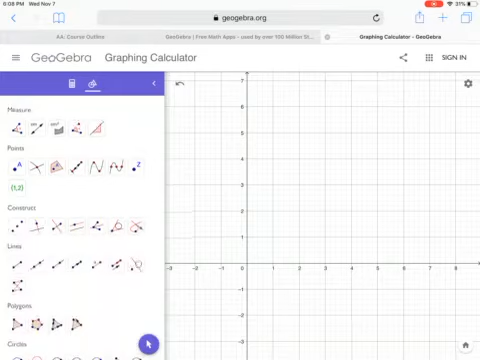 6:08 PM Wed Nov 7
31%
geogebra.org
AA: Course Outline
GeoGebra | Free Math Apps - used by over 100 Million St...
Graphing Calculator - GeoGebra
GeoGebra Graphing Calculator
SIGN IN
Measure
cm cm²
Points
A Z
(1,2)
Construct
Lines
Polygons
Circles
7
6
5
4
3
2
1
-3 -2 -1 0 1 2 3 4 5 6 7 8
-1
-2
-3